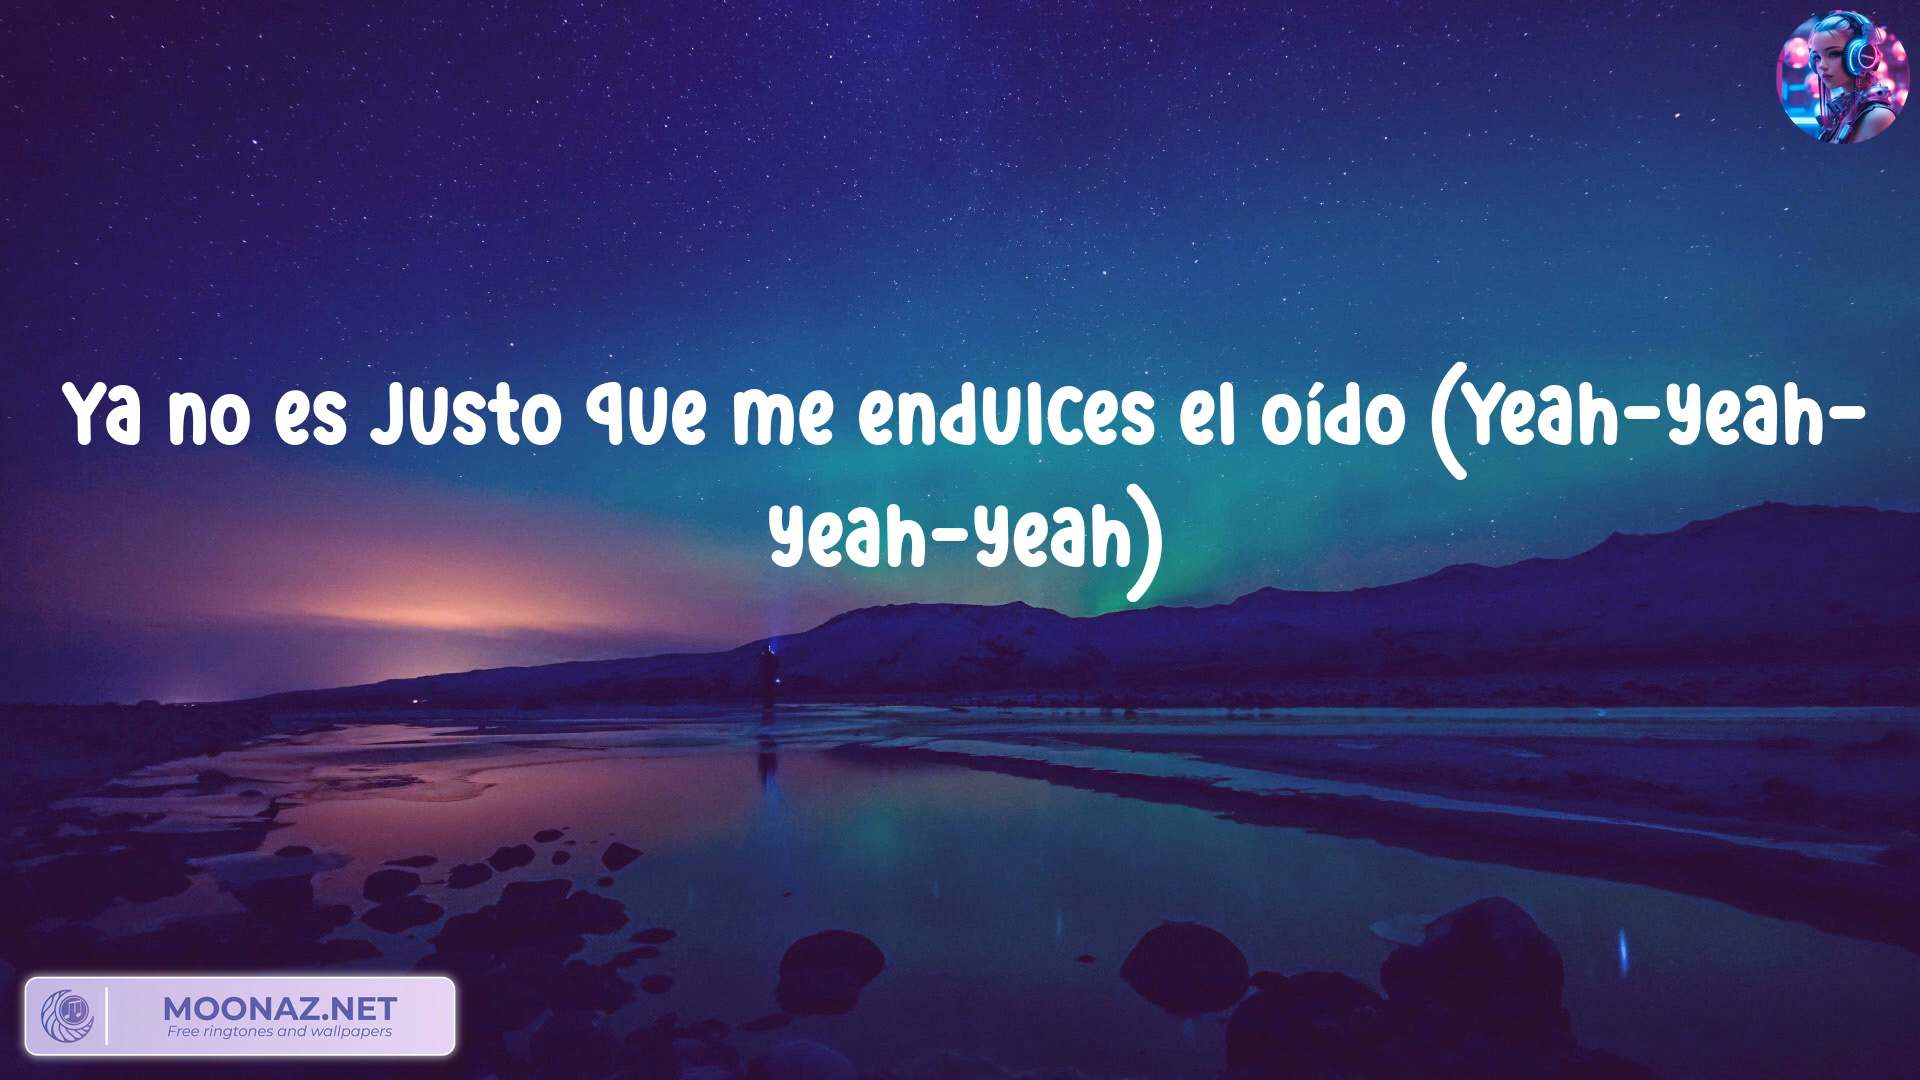 Ya no es justo que me endulces el oído (Yeah-yeah-
yeah-yeah)
MOONAZ.NET
Free ringtones and wallpapers